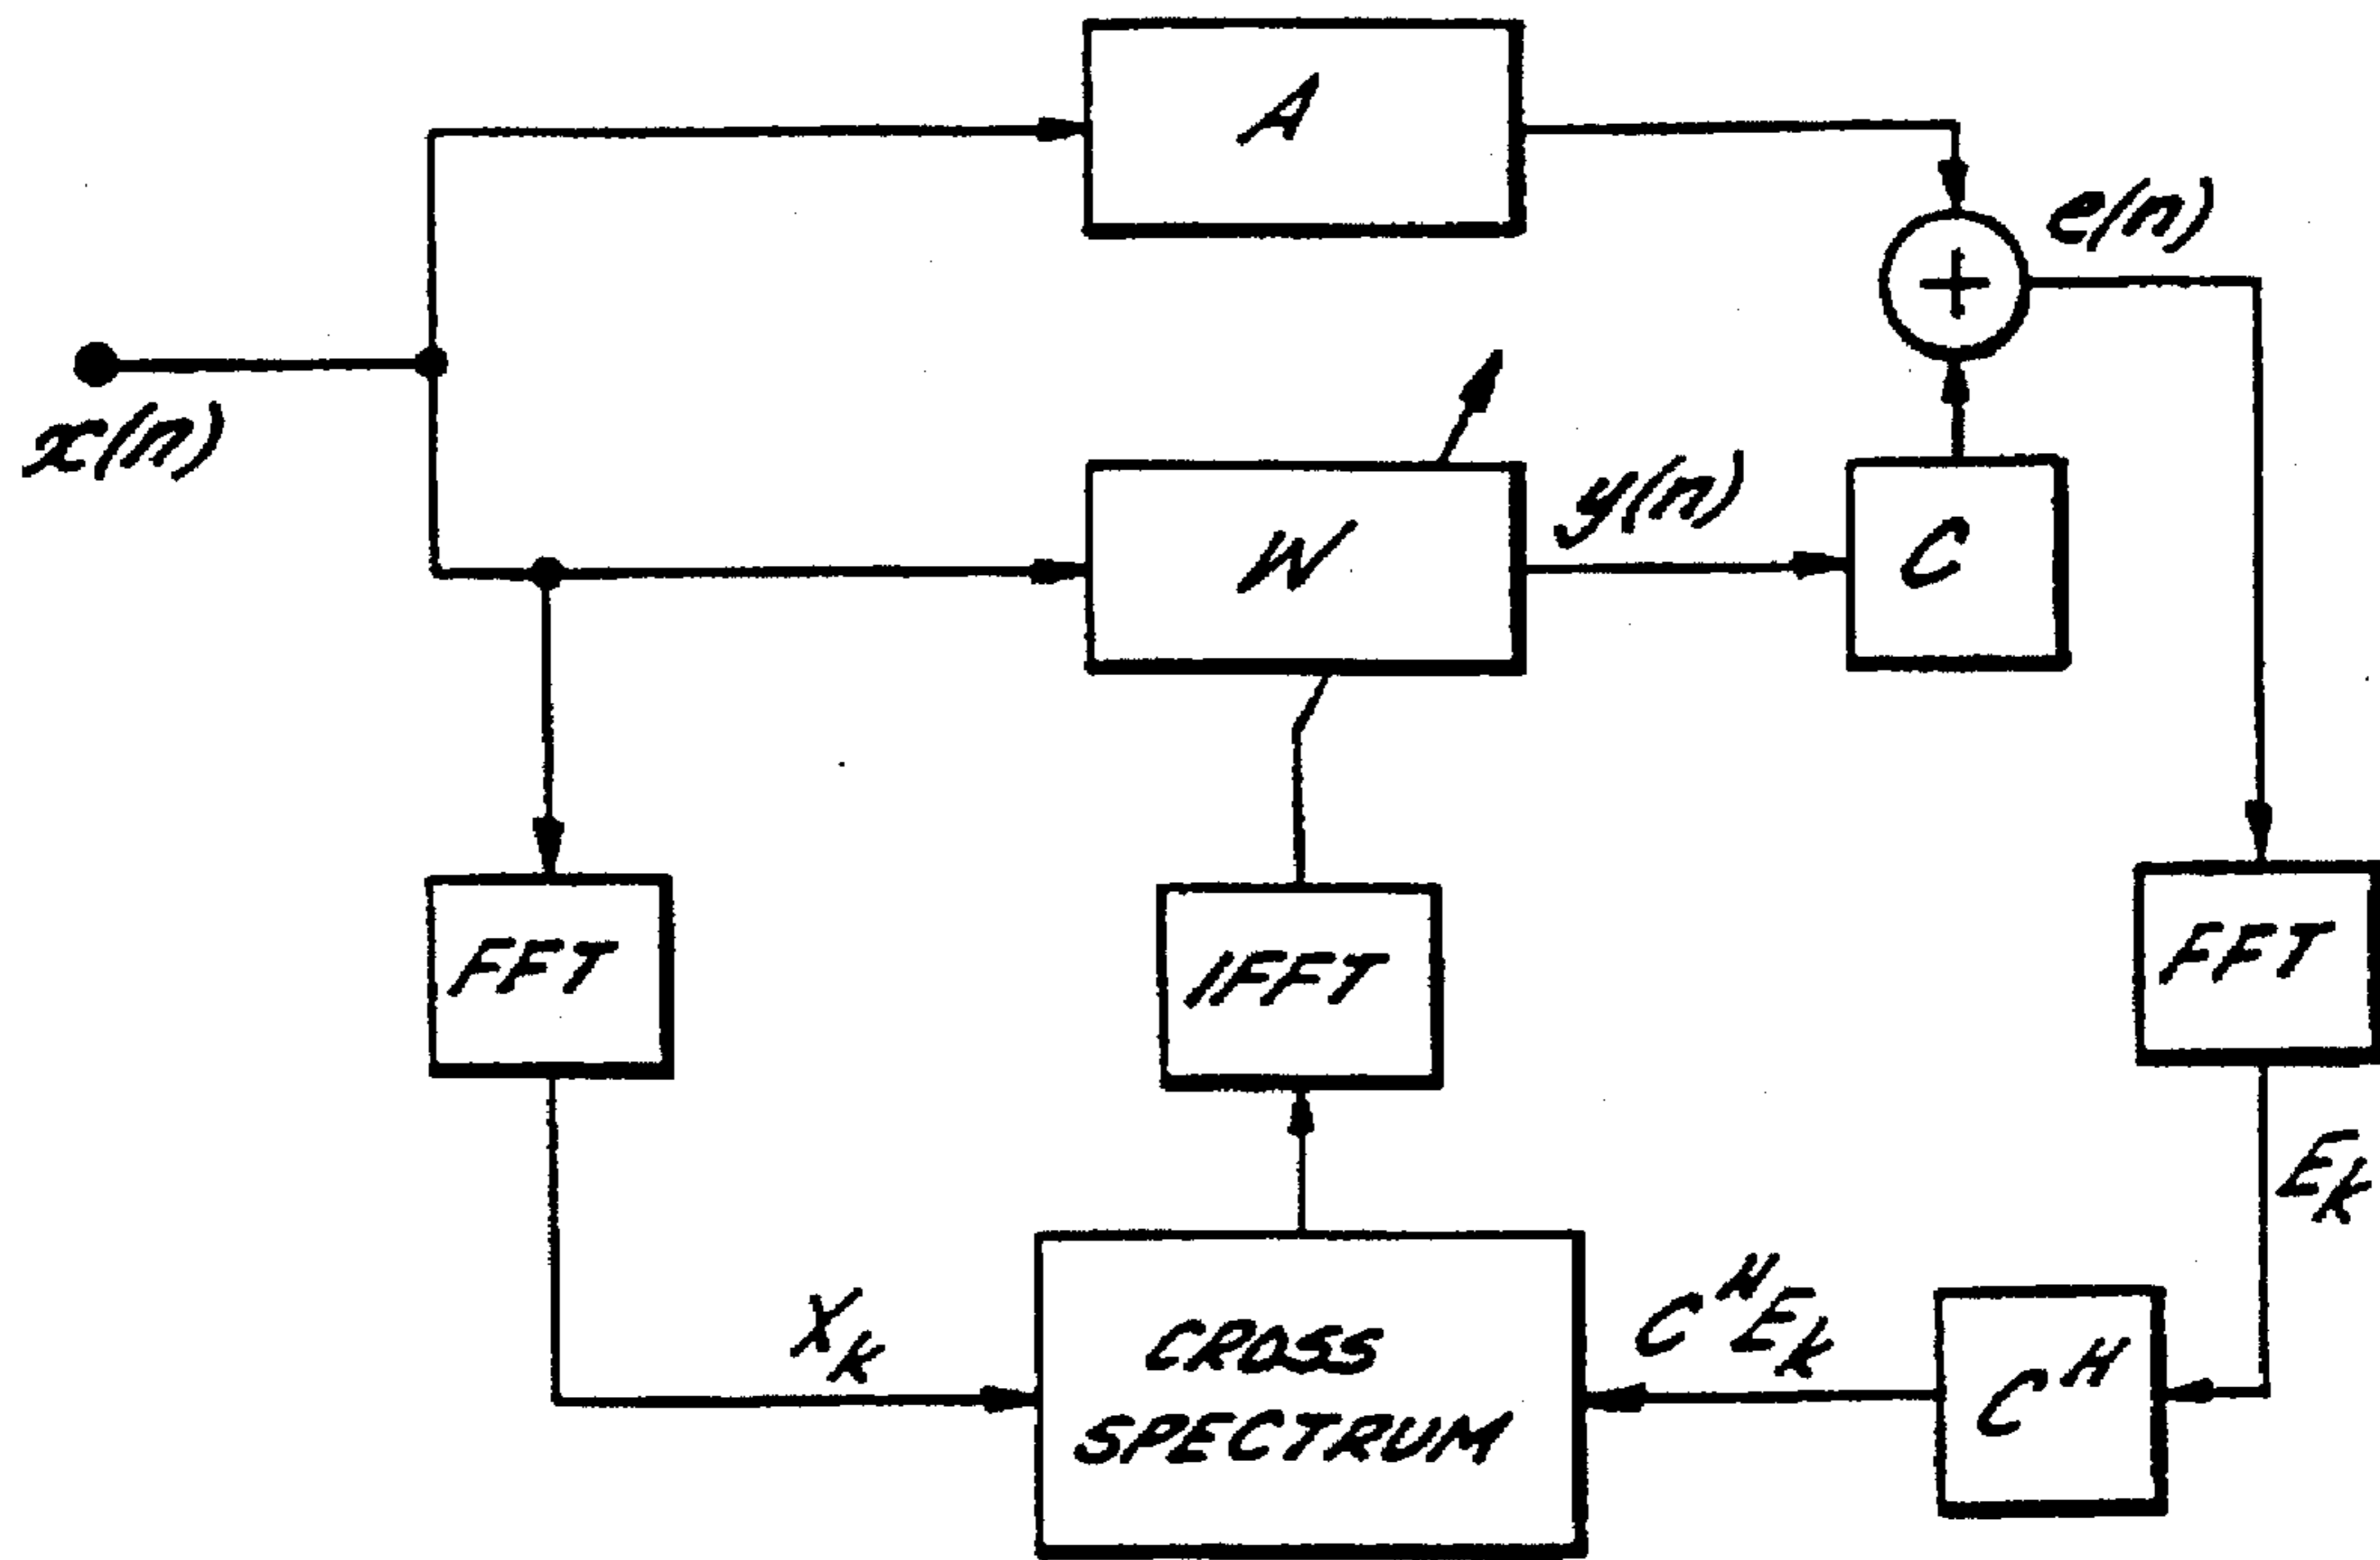 A
e(n)
x(n)
W
y(n)
C
FFT
IFFT
FFT
E_k
X_k
CROSS
SPECTRUM
C^H E_k
C^H